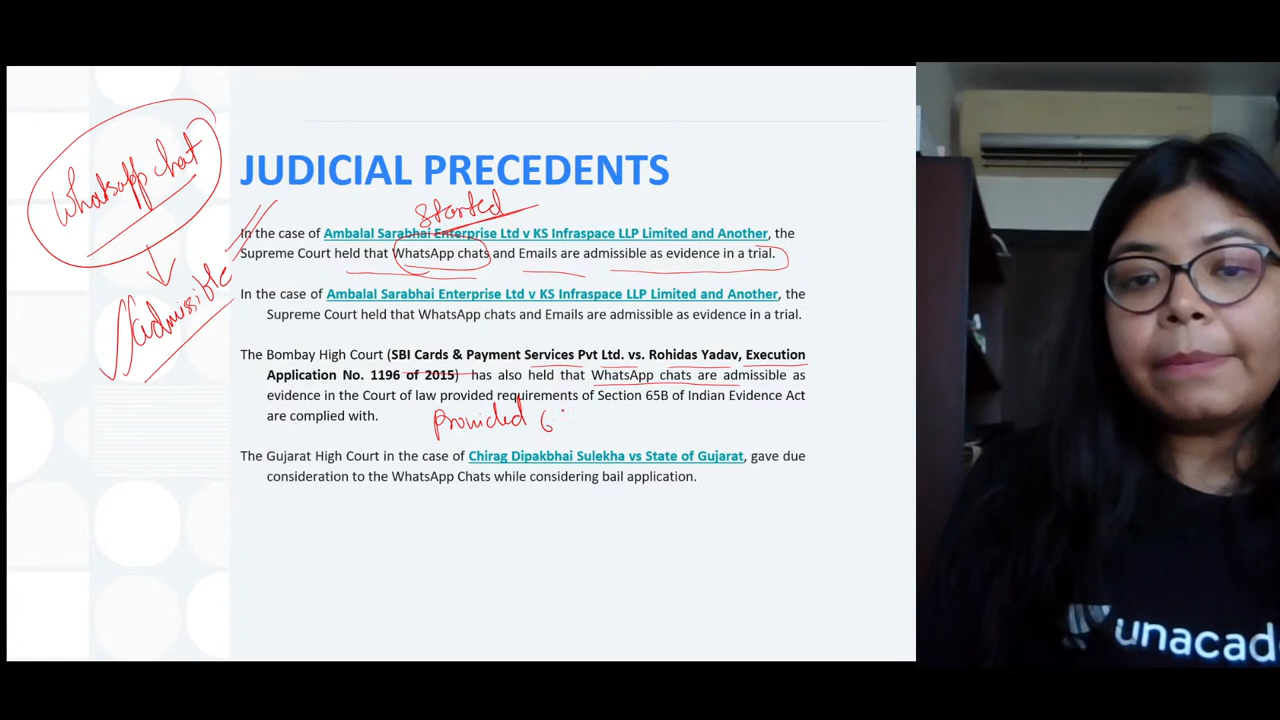 JUDICIAL PRECEDENTS
Whatsapp chat
admissible
started
In the case of Ambalal Sarabhai Enterprise Ltd v KS Infraspace LLP Limited and Another, the
Supreme Court held that WhatsApp chats and Emails are admissible as evidence in a trial.
In the case of Ambalal Sarabhai Enterprise Ltd v KS Infraspace LLP Limited and Another, the
Supreme Court held that WhatsApp chats and Emails are admissible as evidence in a trial.
The Bombay High Court (SBI Cards & Payment Services Pvt Ltd. vs. Rohidas Yadav, Execution
Application No. 1196 of 2015) has also held that WhatsApp chats are admissible as
evidence in the Court of law provided requirements of Section 65B of Indian Evidence Act
are complied with.
Provided 6
The Gujarat High Court in the case of Chirag Dipakbhai Sulekha vs State of Gujarat, gave due
consideration to the WhatsApp Chats while considering bail application.
unacad